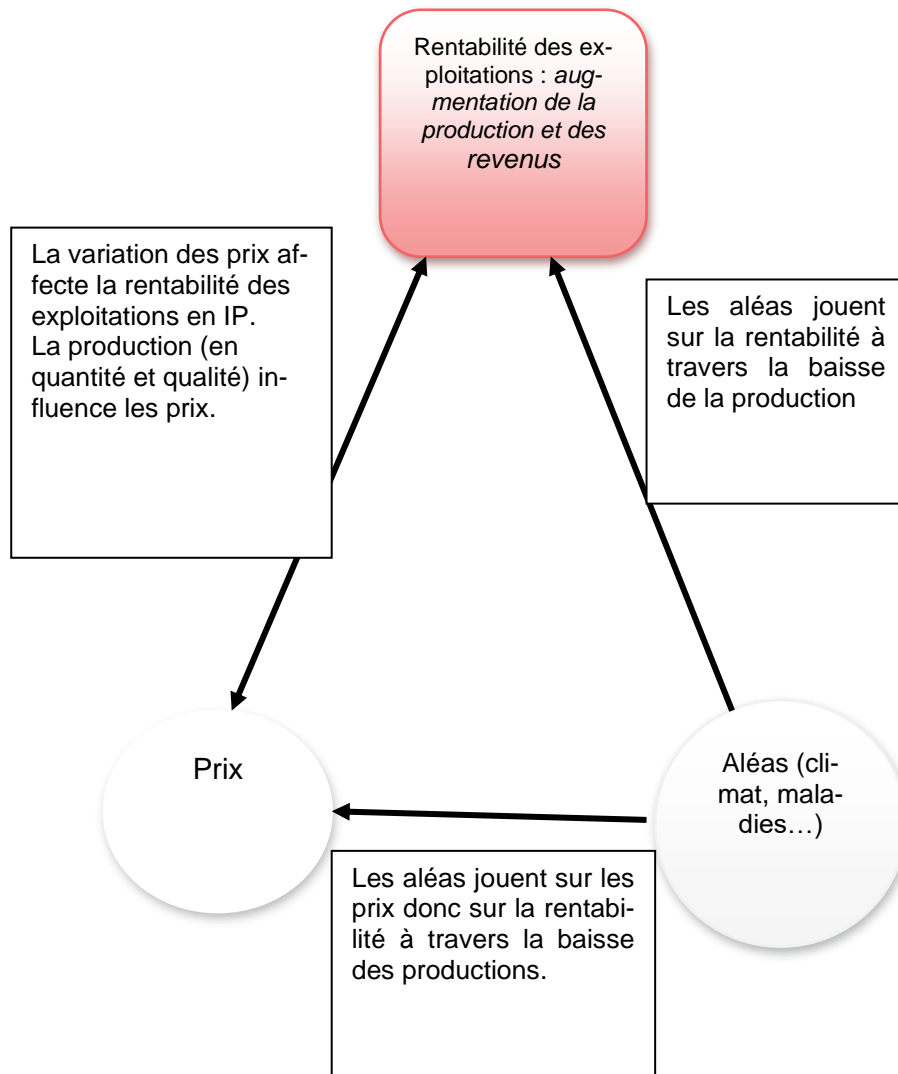 Rentabilité des ex-
ploitations : aug-
mentation de la
production et des
revenus
La variation des prix af-
fecte la rentabilité des
exploitations en IP.
La production (en
quantité et qualité) in-
fluence les prix.
Les aléas jouent
sur la rentabilité à
travers la baisse
de la production
Prix
Aléas (cli-
mat, mala-
dies…)
Les aléas jouent sur les
prix donc sur la rentabi-
lité à travers la baisse
des productions.